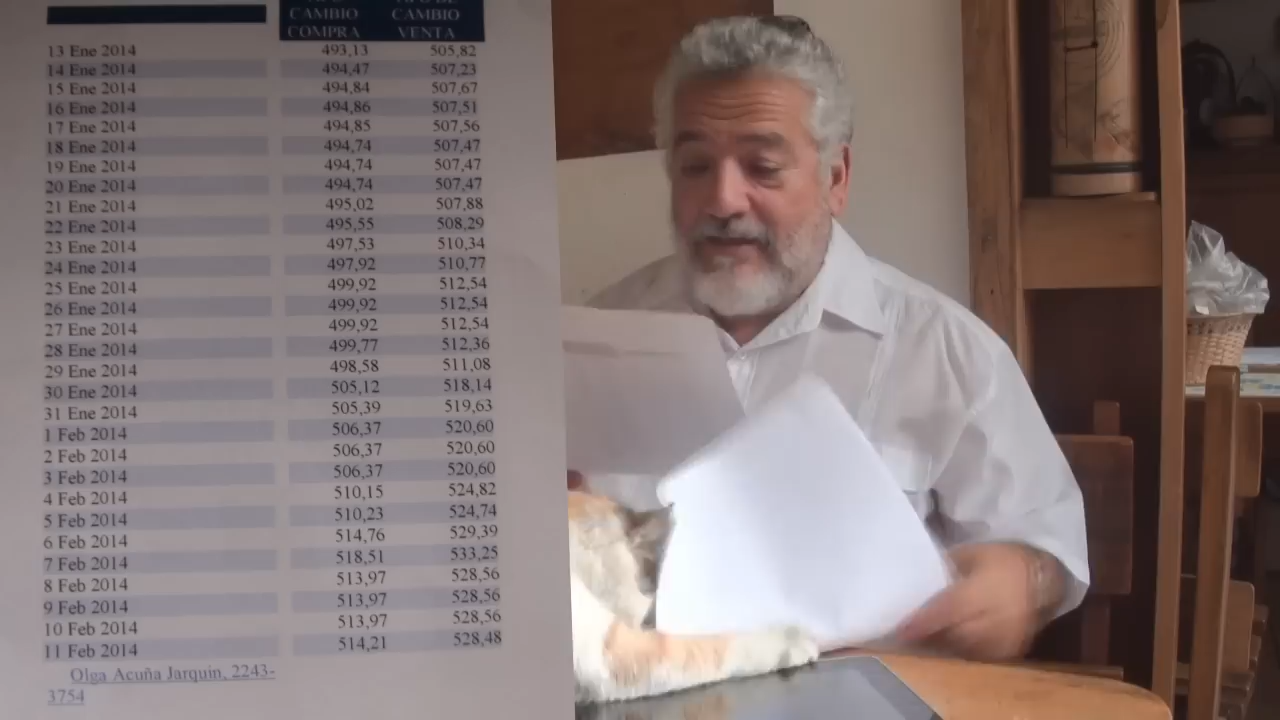 CAMBIO COMPRA DE CAMBIO VENTA
13 Ene 2014 493,13 505,82
14 Ene 2014 494,47 507,23
15 Ene 2014 494,84 507,67
16 Ene 2014 494,86 507,51
17 Ene 2014 494,85 507,56
18 Ene 2014 494,74 507,47
19 Ene 2014 494,74 507,47
20 Ene 2014 494,74 507,47
21 Ene 2014 495,02 507,88
22 Ene 2014 495,55 508,29
23 Ene 2014 497,53 510,34
24 Ene 2014 497,92 510,77
25 Ene 2014 499,92 512,54
26 Ene 2014 499,92 512,54
27 Ene 2014 499,92 512,54
28 Ene 2014 499,77 512,36
29 Ene 2014 498,58 511,08
30 Ene 2014 505,12 518,14
31 Ene 2014 505,39 519,63
1 Feb 2014 506,37 520,60
2 Feb 2014 506,37 520,60
3 Feb 2014 506,37 520,60
4 Feb 2014 510,15 524,82
5 Feb 2014 510,23 524,74
6 Feb 2014 514,76 529,39
7 Feb 2014 518,51 533,25
8 Feb 2014 513,97 528,56
9 Feb 2014 513,97 528,56
10 Feb 2014 513,97 528,56
11 Feb 2014 514,21 528,48
Olga Acuña Jarquin, 2243-
3754